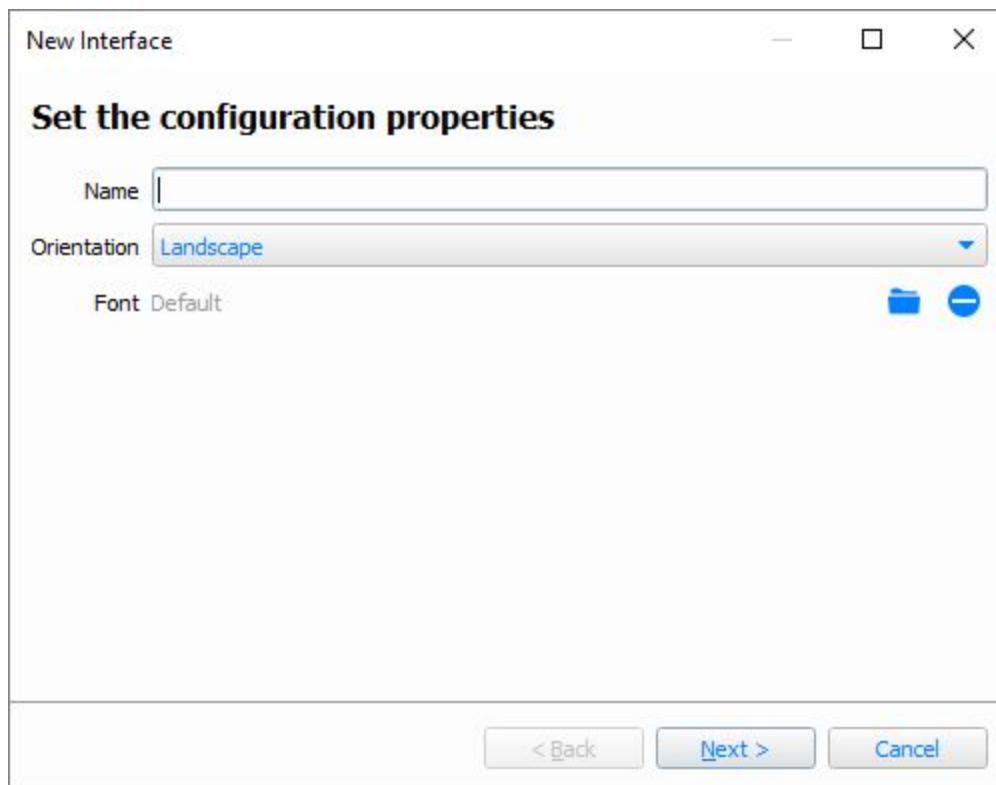 New Interface
Set the configuration properties
Name
Orientation Landscape
Font Default
< Back Next > Cancel